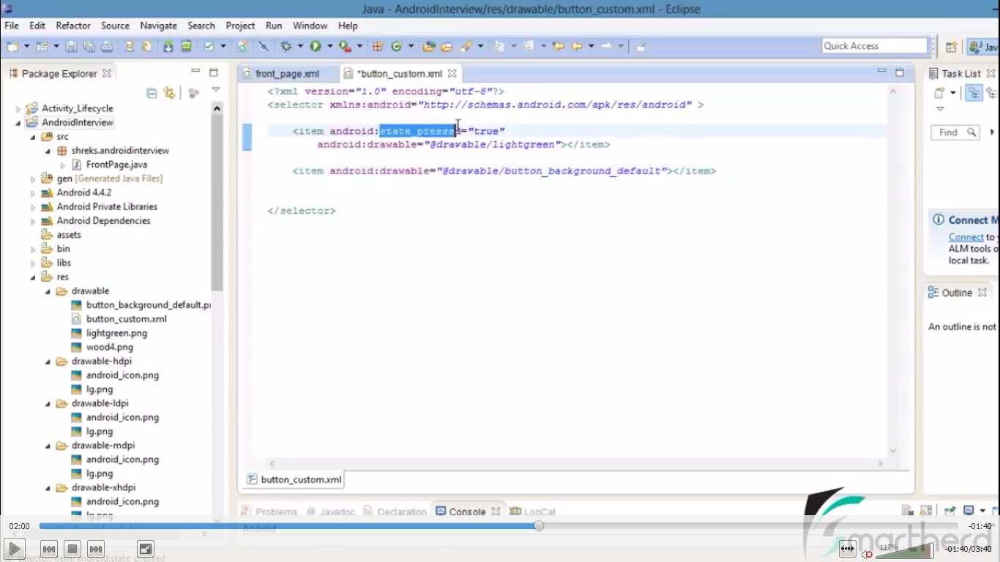 Java - AndroidInterview/res/drawable/button_custom.xml - Eclipse
File Edit Refactor Source Navigate Search Project Run Window Help
Quick Access
Jav
Package Explorer
front_page.xml
*button_custom.xml
Task List
<?xml version="1.0" encoding="utf-8"?>
<selector xmlns:android="http://schemas.android.com/apk/res/android" >
<item android:state_pressed="true"
android:drawable="@drawable/lightgreen"></item>
<item android:drawable="@drawable/button_background_default"></item>
</selector>
Activity_Lifecycle
AndroidInterview
src
shreks.androidinterview
FrontPage.java
gen [Generated Java Files]
Android 4.4.2
Android Private Libraries
Android Dependencies
assets
bin
libs
res
drawable
button_background_default.p
button_custom.xml
lightgreen.png
wood4.png
drawable-hdpi
android_icon.png
lg.png
drawable-ldpi
android_icon.png
lg.png
drawable-mdpi
android_icon.png
lg.png
drawable-xhdpi
android_icon.png
lg.png
Find
Connect M
Connect to
ALM tools o
local task.
Outline
An outline is not
button_custom.xml
Problems @ Javadoc Declaration Console LogCat
Android
02:00
-01:40
smartherd
117%
-01:40/03:40
selector/item/android:state_pressed